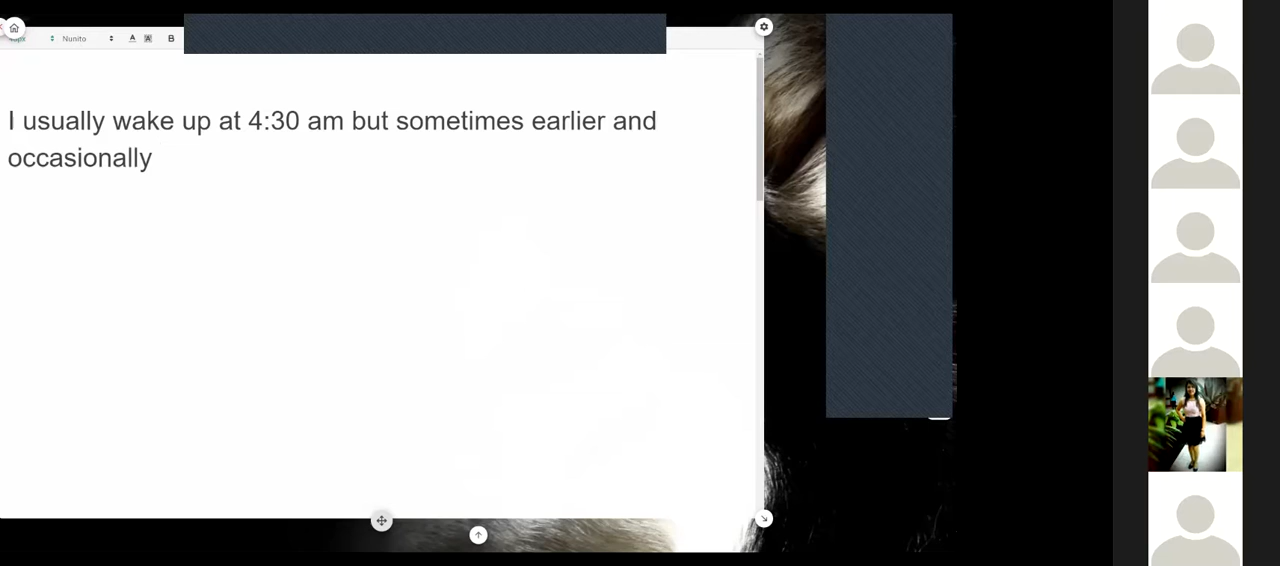 Nunito
A A B
I usually wake up at 4:30 am but sometimes earlier and
occasionally